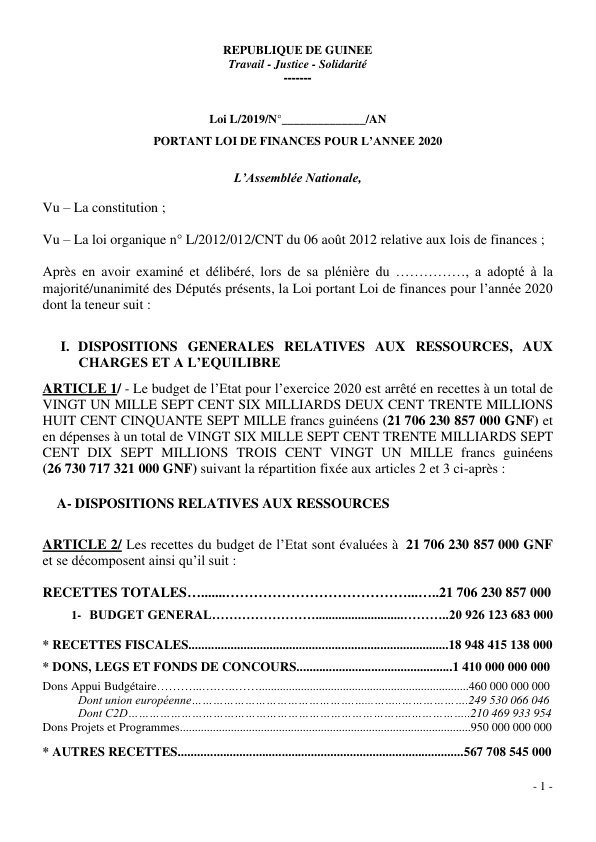 REPUBLIQUE DE GUINEE
Travail - Justice - Solidarité
-------
Loi L/2019/N°______________/AN
PORTANT LOI DE FINANCES POUR L’ANNEE 2020
L’Assemblée Nationale,
Vu – La constitution ;
Vu – La loi organique n° L/2012/012/CNT du 06 août 2012 relative aux lois de finances ;
Après en avoir examiné et délibéré, lors de sa plénière du ……………, a adopté à la
majorité/unanimité des Députés présents, la Loi portant Loi de finances pour l’année 2020
dont la teneur suit :
I. DISPOSITIONS GENERALES RELATIVES AUX RESSOURCES, AUX
CHARGES ET A L’EQUILIBRE
ARTICLE 1/ - Le budget de l’Etat pour l’exercice 2020 est arrêté en recettes à un total de
VINGT UN MILLE SEPT CENT SIX MILLIARDS DEUX CENT TRENTE MILLIONS
HUIT CENT CINQUANTE SEPT MILLE francs guinéens (21 706 230 857 000 GNF) et
en dépenses à un total de VINGT SIX MILLE SEPT CENT TRENTE MILLIARDS SEPT
CENT DIX SEPT MILLIONS TROIS CENT VINGT UN MILLE francs guinéens
(26 730 717 321 000 GNF) suivant la répartition fixée aux articles 2 et 3 ci-après :
A- DISPOSITIONS RELATIVES AUX RESSOURCES
ARTICLE 2/ Les recettes du budget de l’Etat sont évaluées à 21 706 230 857 000 GNF
et se décomposent ainsi qu’il suit :
RECETTES TOTALES…......…………………………………...…..21 706 230 857 000
1- BUDGET GENERAL……………………...........................………..20 926 123 683 000
* RECETTES FISCALES................................................................................18 948 415 138 000
* DONS, LEGS ET FONDS DE CONCOURS................................................1 410 000 000 000
Dons Appui Budgétaire………...……….……......................................................................460 000 000 000
Dont union européenne……………………………………………………249 530 066 046
Dont C2D………………………………………………………………….210 469 933 954
Dons Projets et Programmes.................................................................................................950 000 000 000
* AUTRES RECETTES........................................................................................567 708 545 000
- 1 -